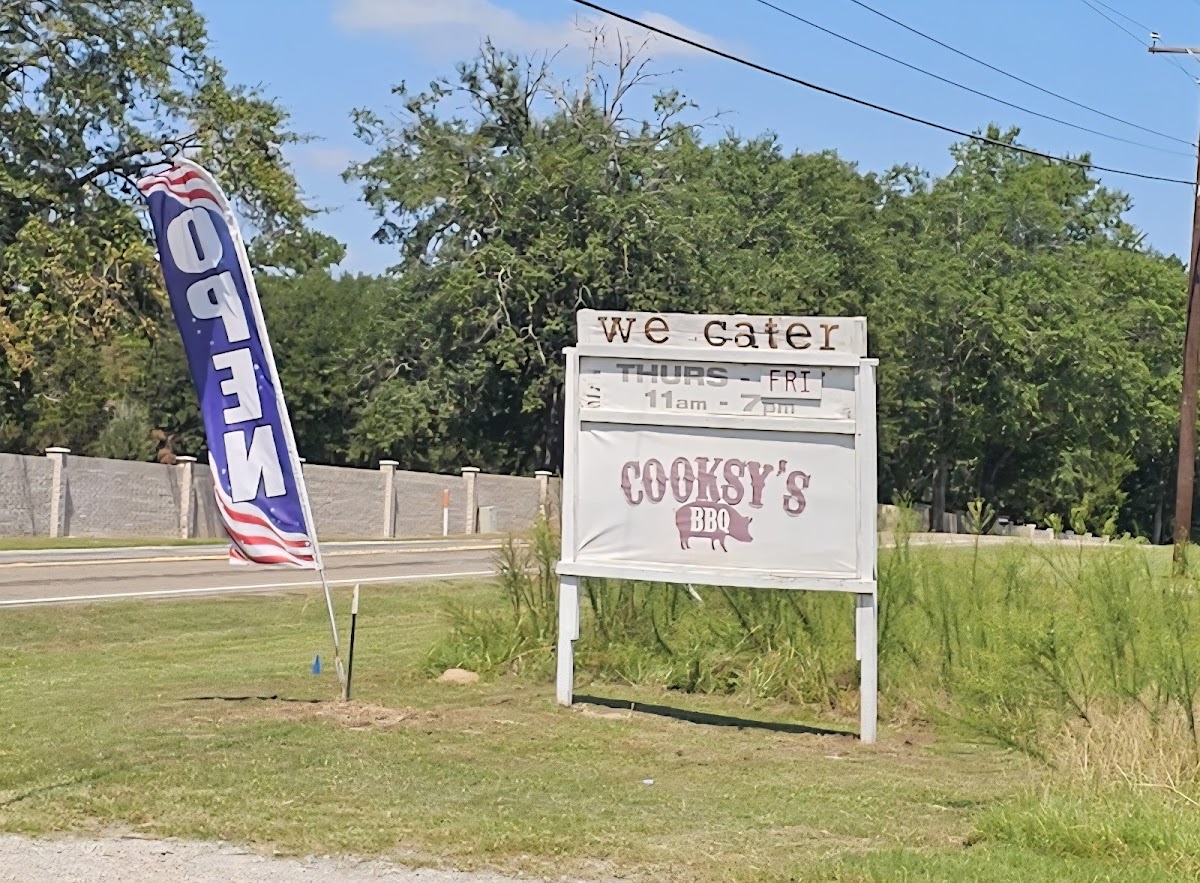 OPEN
we cater
THURS - FRI
11am - 7pm
COOKSY'S
BBQ